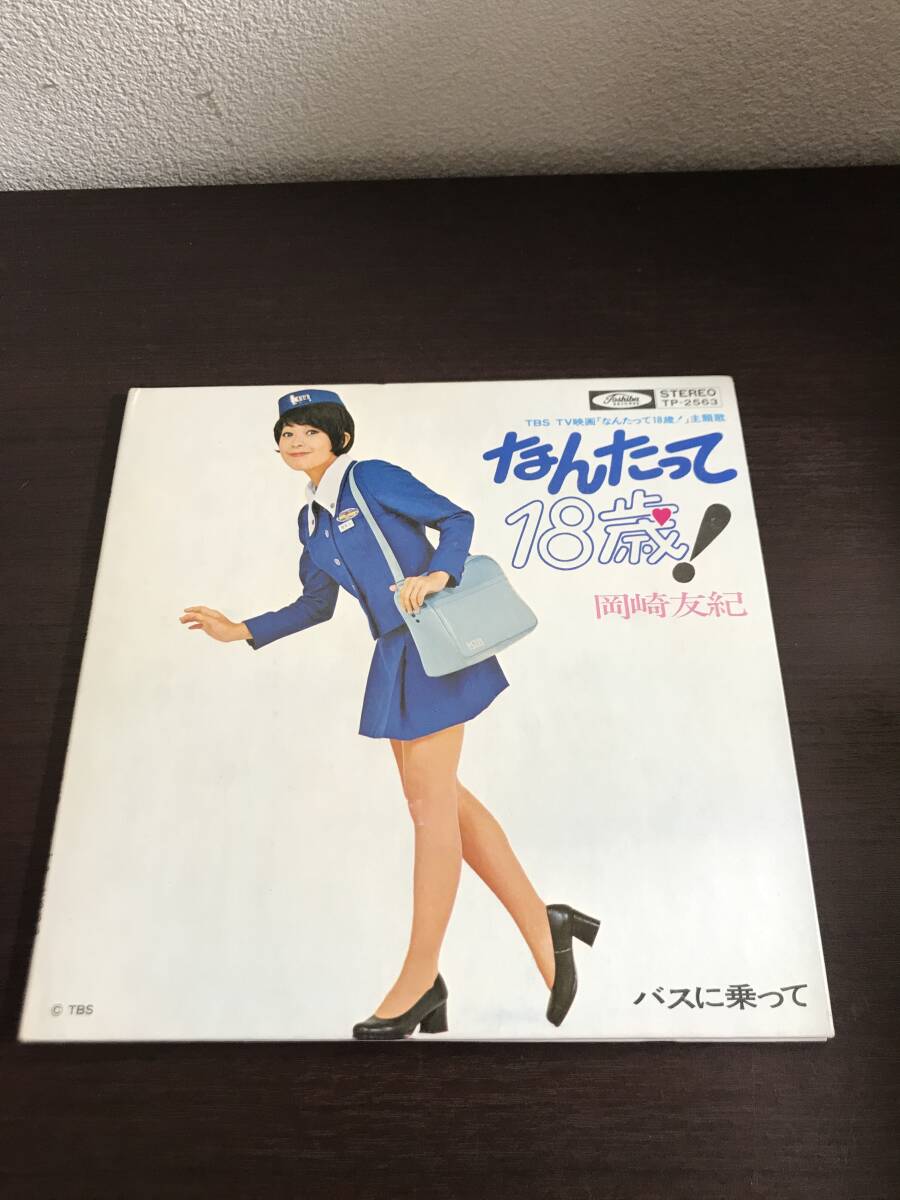 Toshiba
RECORDS
STEREO
TP-2563
TBS TV映画「なんたって18歳!」主題歌
なんたって
18歳!
岡崎友紀
バスに乗って
© TBS